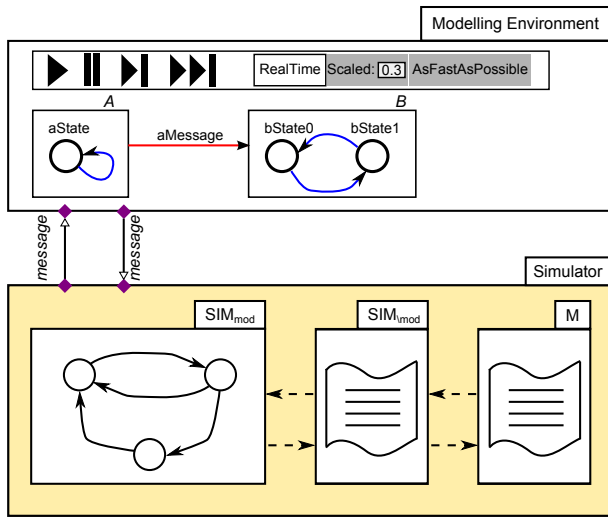 Modelling Environment
RealTime Scaled: 0.3 AsFastAsPossible
A
B
aState
aMessage
bState0 bState1
message
message
Simulator
SIMmod
SIM\mod
M